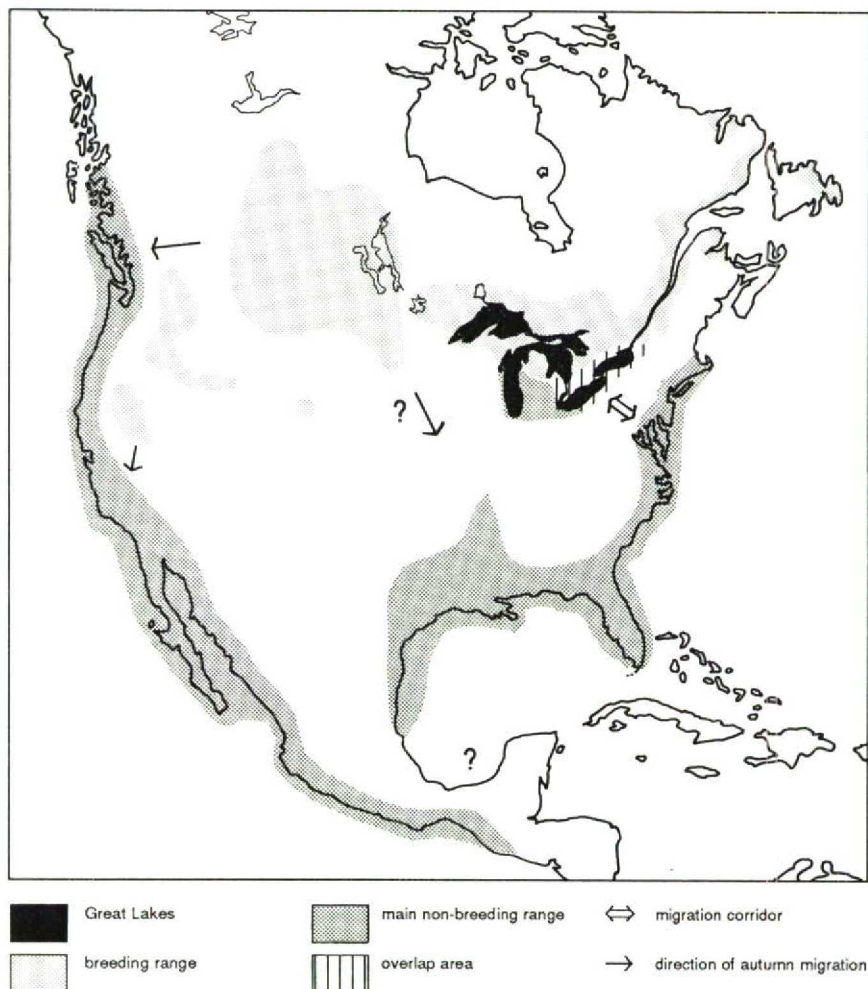 ?
?
Great Lakes
main non-breeding range
migration corridor
breeding range
overlap area
direction of autumn migration